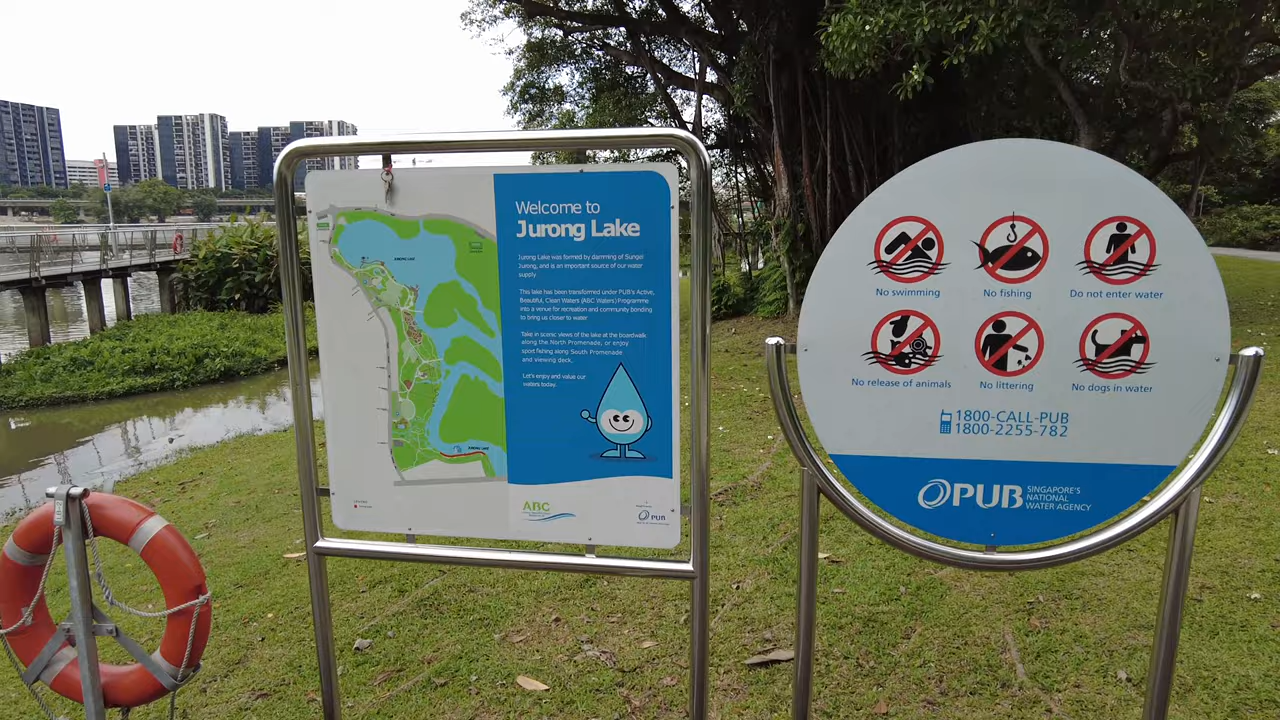 Welcome to
Jurong Lake
Jurong Lake was formed by damming of Sungei
Jurong, and is an important source of our water
supply.
This lake has been transformed under PUB's Active,
Beautiful, Clean Waters (ABC Waters) Programme
into a venue for recreation and community bonding
to bring us closer to water
Take in scenic views of the lake at the boardwalk
along the North Promenade, or enjoy
sport fishing along South Promenade
and viewing deck.
Let's enjoy and value our
waters today.
JURONG LAKE
JURONG LAKE
ABC
PUB
No swimming
No fishing
Do not enter water
No release of animals
No littering
No dogs in water
1800-CALL-PUB
1800-2255-782
PUB
SINGAPORE'S
NATIONAL
WATER AGENCY